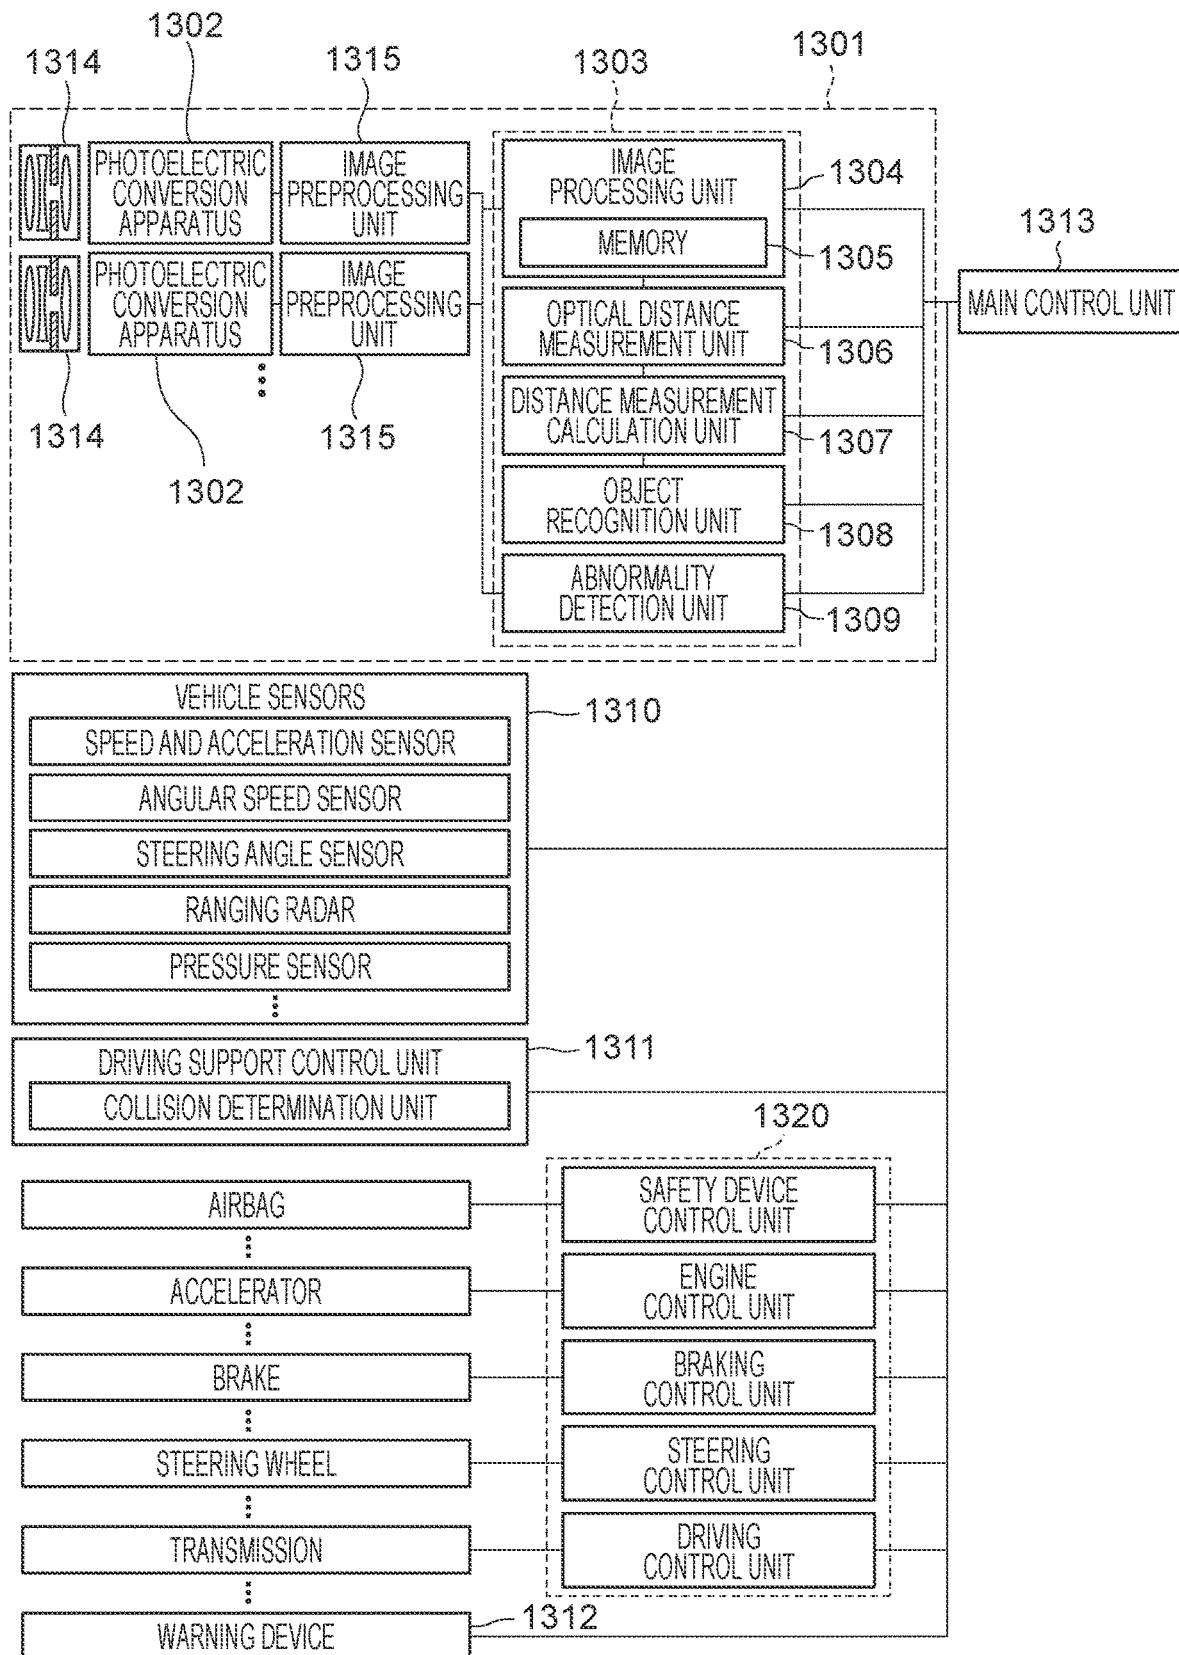 1302
1303
1301
1314
1315
PHOTOELECTRIC
CONVERSION
APPARATUS
IMAGE
PREPROCESSING
UNIT
IMAGE
PROCESSING UNIT
1304
MEMORY
1305
1313
MAIN CONTROL UNIT
PHOTOELECTRIC
CONVERSION
APPARATUS
IMAGE
PREPROCESSING
UNIT
OPTICAL DISTANCE
MEASUREMENT UNIT
1306
1314
1315
1302
DISTANCE MEASUREMENT
CALCULATION UNIT
1307
OBJECT
RECOGNITION UNIT
1308
ABNORMALITY
DETECTION UNIT
1309
VEHICLE SENSORS
1310
SPEED AND ACCELERATION SENSOR
ANGULAR SPEED SENSOR
STEERING ANGLE SENSOR
RANGING RADAR
PRESSURE SENSOR
DRIVING SUPPORT CONTROL UNIT
1311
COLLISION DETERMINATION UNIT
1320
AIRBAG
SAFETY DEVICE
CONTROL UNIT
ACCELERATOR
ENGINE
CONTROL UNIT
BRAKE
BRAKING
CONTROL UNIT
STEERING WHEEL
STEERING
CONTROL UNIT
TRANSMISSION
DRIVING
CONTROL UNIT
WARNING DEVICE
1312